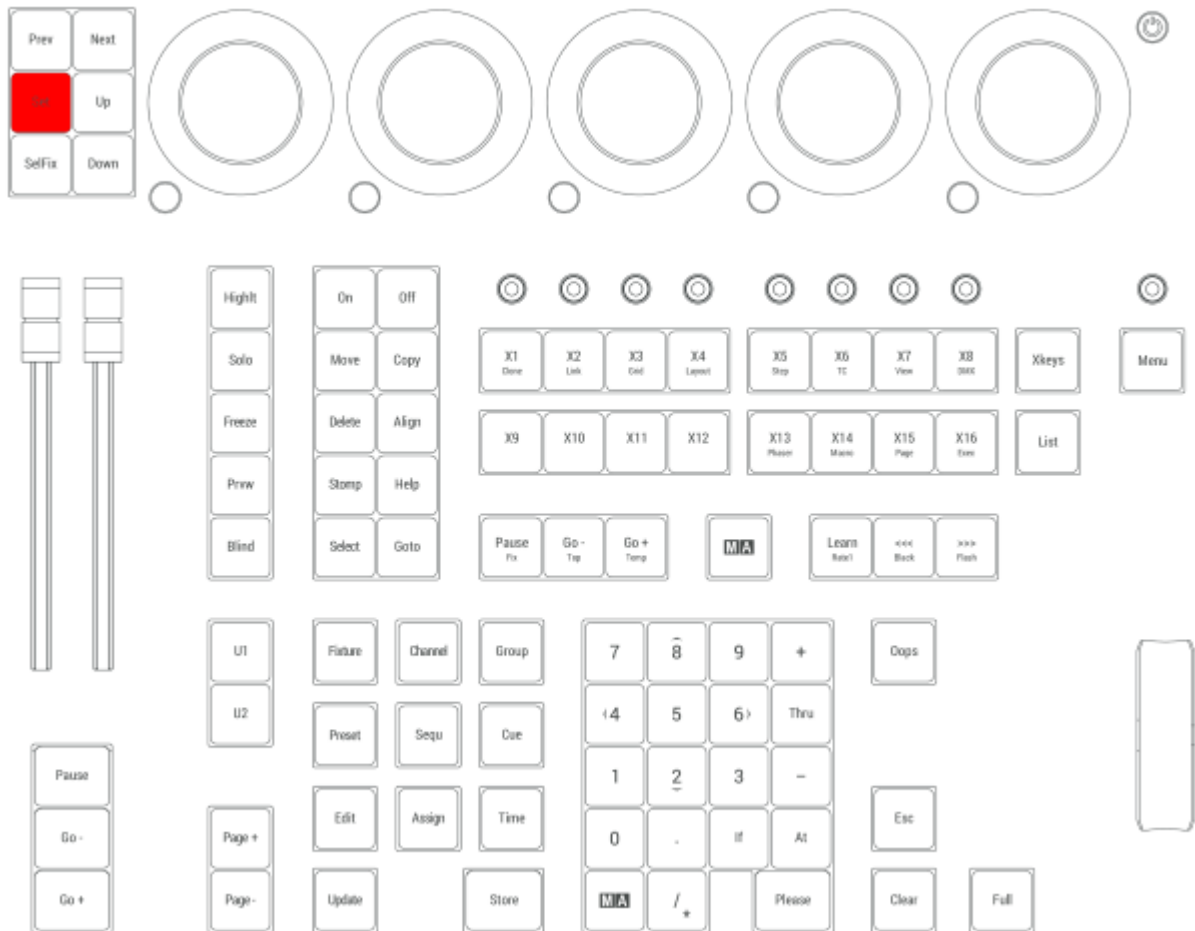 Prev Next
Set Up
SelFix Down
Highlt On Off
Solo Move Copy X1 X2 X3 X4 X5 X6 X7 X8 Xkeys Menu
Clone Link Grid Layout Step TC View DMX
Freeze Delete Align X9 X10 X11 X12 X13 X14 X15 X16 List
Phaser Macro Page Exec
Prvw Stomp Help
Blind Select Goto Pause Go - Go + MA Learn <<< >>>
Fix Top Temp Rate1 Black Flash
U1 Fixture Channel Group 7 8 9 + Oops
U2 4 5 6 Thru
Preset Sequ Cue
Pause 1 2 3 -
Edit Assign Time Esc
Go - Page + 0 . If At
Go + Page - Update Store MA / * Please Clear Full